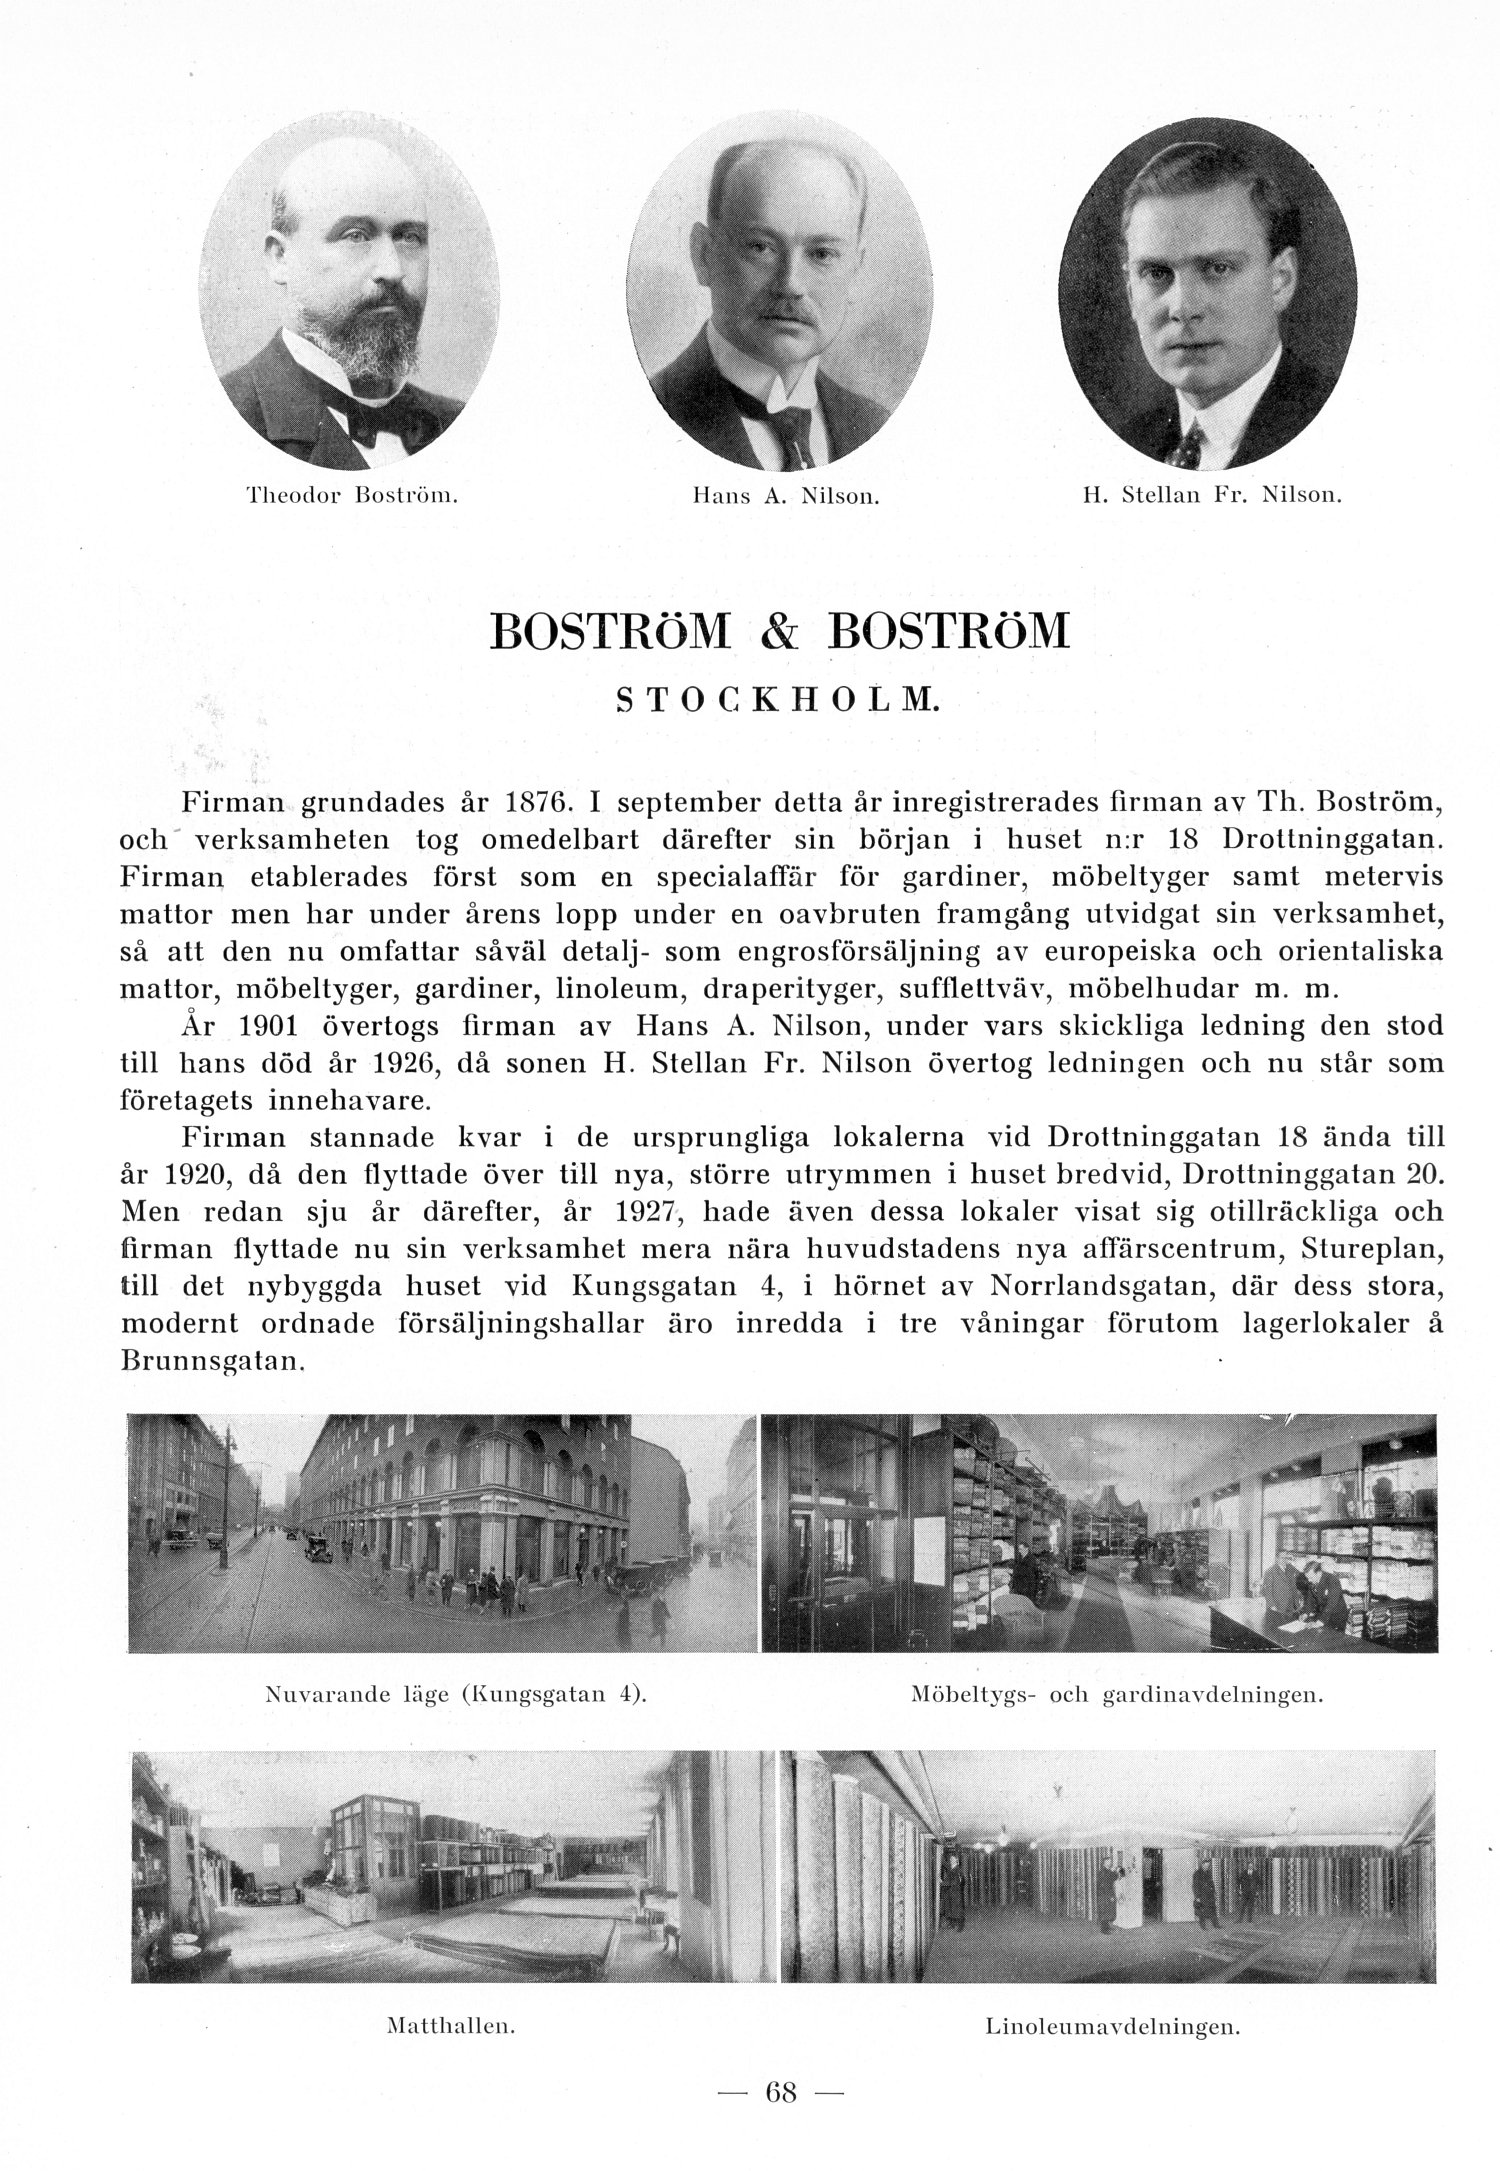 Theodor Boström.
Hans A. Nilson.
H. Stellan Fr. Nilson.
BOSTRÖM & BOSTRÖM
STOCKHOLM.
Firman grundades år 1876. I september detta år inregistrerades firman av Th. Boström,
och verksamheten tog omedelbart därefter sin början i huset n:r 18 Drottninggatan.
Firman etablerades först som en specialaffär för gardiner, möbeltyger samt metervis
mattor men har under årens lopp under en oavbruten framgång utvidgat sin verksamhet,
så att den nu omfattar såväl detalj- som engrosförsäljning av europeiska och orientaliska
mattor, möbeltyger, gardiner, linoleum, draperityger, sufflettväv, möbelhudar m. m.
År 1901 övertogs firman av Hans A. Nilson, under vars skickliga ledning den stod
till hans död år 1926, då sonen H. Stellan Fr. Nilson övertog ledningen och nu står som
företagets innehavare.
Firman stannade kvar i de ursprungliga lokalerna vid Drottninggatan 18 ända till
år 1920, då den flyttade över till nya, större utrymmen i huset bredvid, Drottninggatan 20.
Men redan sju år därefter, år 1927, hade även dessa lokaler visat sig otillräckliga och
firman flyttade nu sin verksamhet mera nära huvudstadens nya affärscentrum, Stureplan,
till det nybyggda huset vid Kungsgatan 4, i hörnet av Norrlandsgatan, där dess stora,
modernt ordnade försäljningshallar äro inredda i tre våningar förutom lagerlokaler å
Brunnsgatan.
Nuvarande läge (Kungsgatan 4).
Möbeltygs- och gardinavdelningen.
Matthallen.
Linoleumavdelningen.
— 68 —